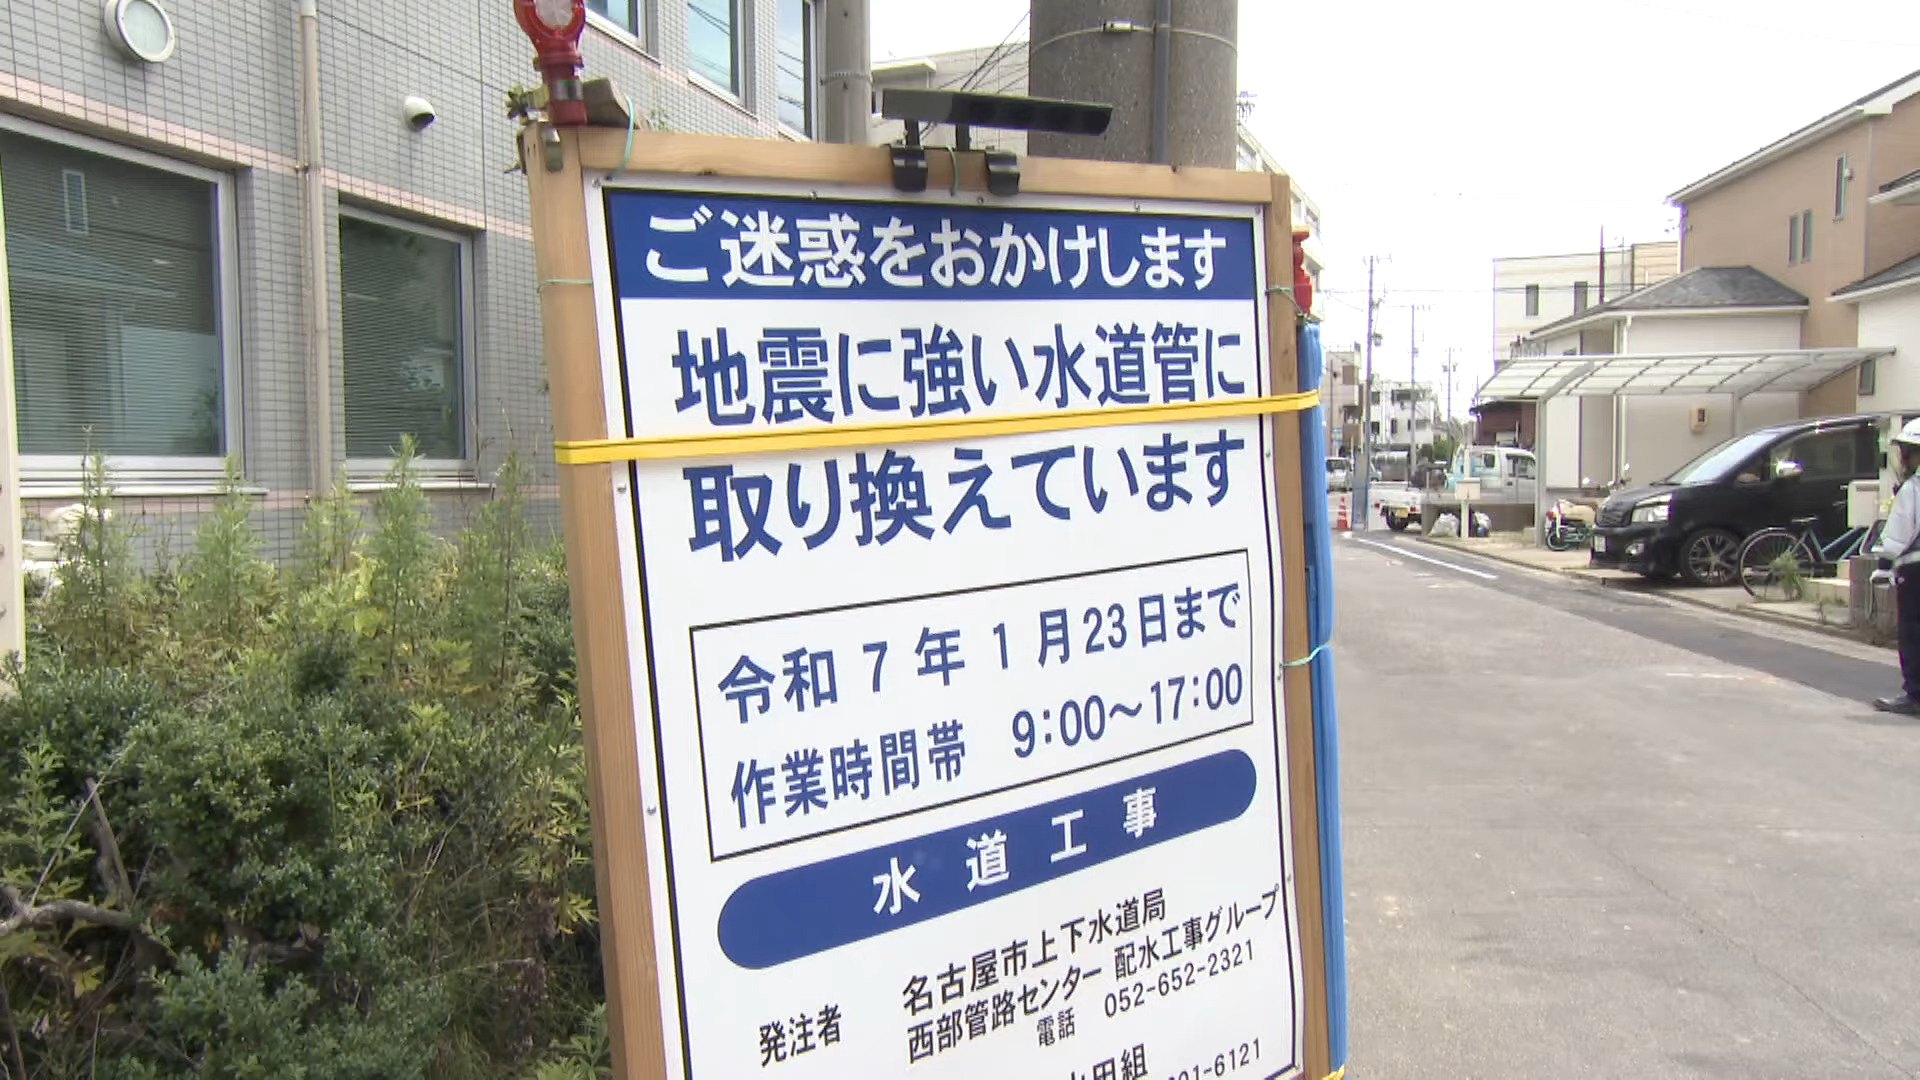 ご迷惑をおかけします
地震に強い水道管に
取り換えています
令和7年1月23日まで
作業時間帯 9:00～17:00
水道工事
発注者 名古屋市上下水道局
西部管路センター 配水工事グループ
電話 052-652-2321
田組
-6121